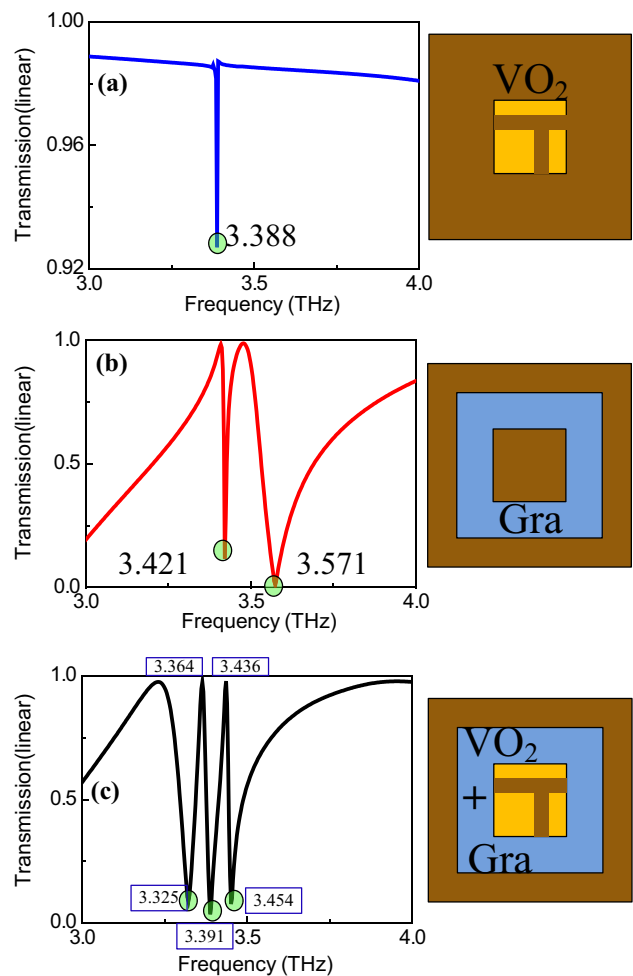 1.00
0.96
0.92
Transmission(linear)
(a)
3.388
3.0
3.5
4.0
Frequency (THz)
VO2
1.0
0.5
0.0
Transmission(linear)
(b)
3.421
3.571
3.0
3.5
4.0
Frequency (THz)
Gra
1.0
0.5
0.0
Transmission(linear)
3.364
3.436
(c)
3.325
3.454
3.391
3.0
3.5
4.0
Frequency (THz)
VO2
+
Gra